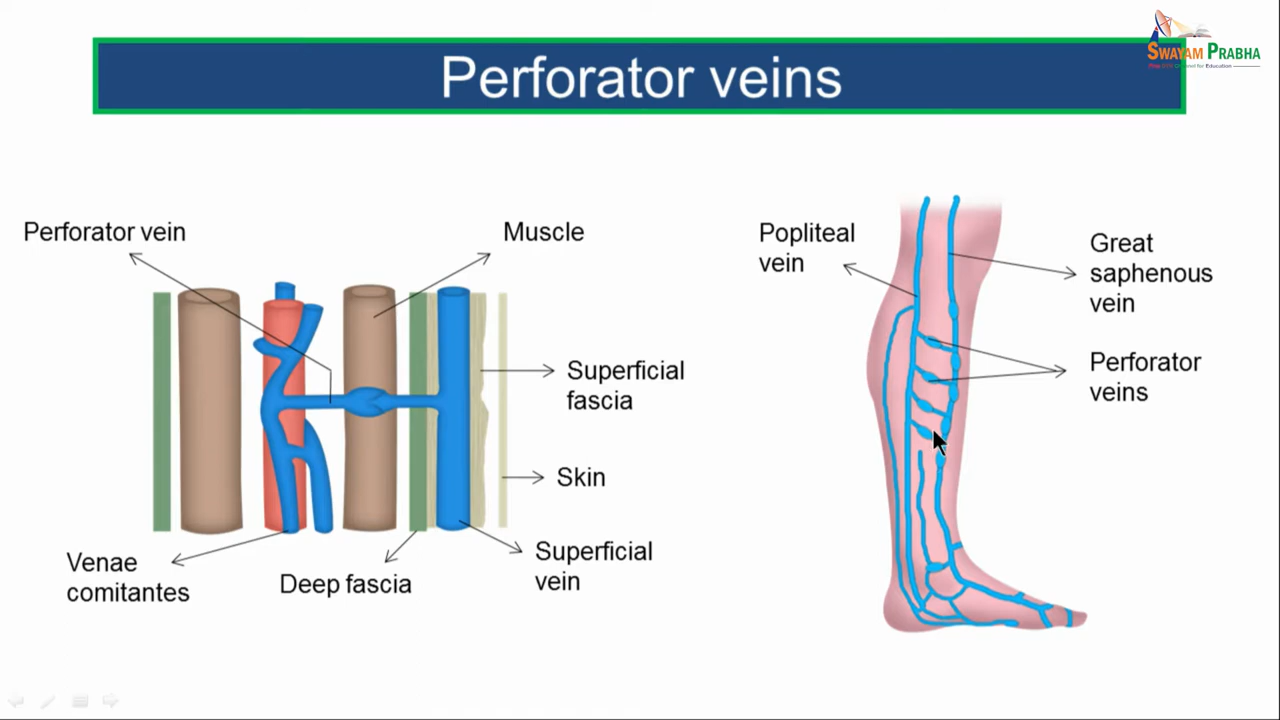 SWAYAM PRABHA
Perforator veins
Perforator vein
Muscle
Superficial
fascia
Skin
Superficial
vein
Deep fascia
Venae
comitantes
Popliteal
vein
Great
saphenous
vein
Perforator
veins